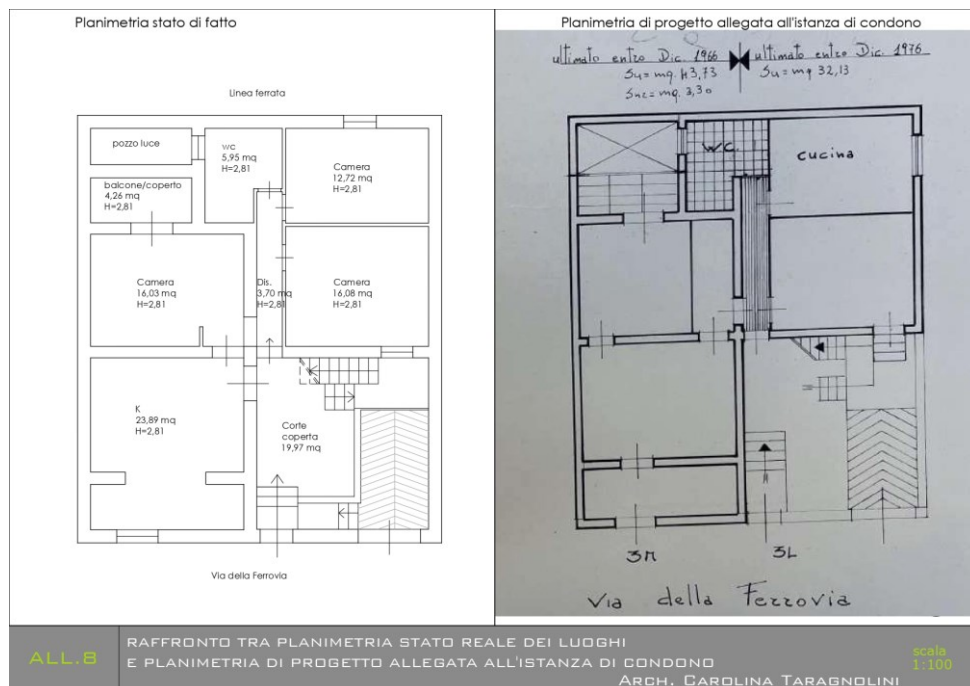 Planimetria stato di fatto
Linea ferrata
pozzo luce
wc
5,95 mq
H=2,81
Camera
12,72 mq
H=2,81
balcone/coperto
4,26 mq
H=2,81
Camera
16,03 mq
H=2,81
Dis.
3,70 mq
H=2,81
Camera
16,08 mq
H=2,81
K
23,89 mq
H=2,81
Corte
coperta
19,97 mq
Via della Ferrovia
Planimetria di progetto allegata all'istanza di condono
ultimato entro Dic. 1966
Su= mq. 43,73
Snc= mq. 3,30
ultimato entro Dic. 1976
Su= mq 32,13
W.C.
cucina
3M
3L
Via della Ferrovia
ALL.8
RAFFRONTO TRA PLANIMETRIA STATO REALE DEI LUOGHI
E PLANIMETRIA DI PROGETTO ALLEGATA ALL'ISTANZA DI CONDONO
ARCH. CAROLINA TARAGNOLINI
scala
1:100